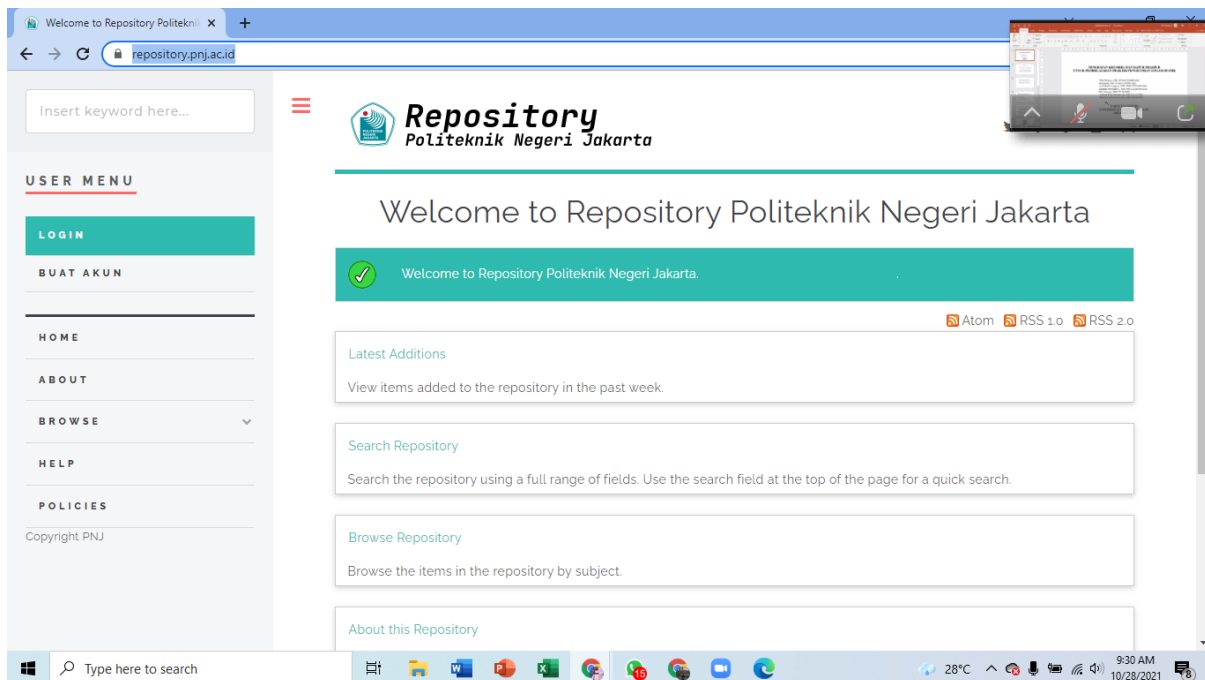 Welcome to Repository Politekni
repository.pnj.ac.id
Insert keyword here...
USER MENU
LOGIN
BUAT AKUN
HOME
ABOUT
BROWSE
HELP
POLICIES
Copyright PNJ
Repository
Politeknik Negeri Jakarta
Welcome to Repository Politeknik Negeri Jakarta
Welcome to Repository Politeknik Negeri Jakarta.
Atom RSS 1.0 RSS 2.0
Latest Additions
View items added to the repository in the past week.
Search Repository
Search the repository using a full range of fields. Use the search field at the top of the page for a quick search.
Browse Repository
Browse the items in the repository by subject.
About this Repository
Type here to search
15
28°C
9:30 AM
10/28/2021
8